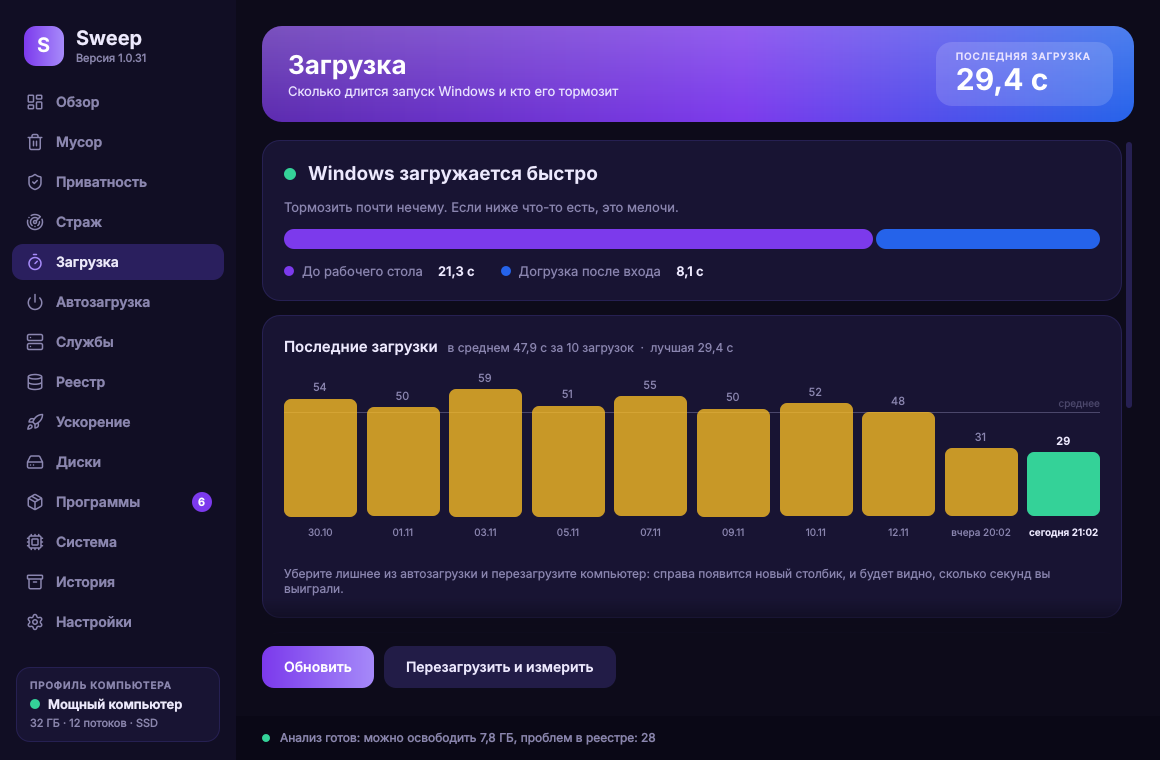 S
Sweep
Версия 1.0.31
Обзор
Мусор
Приватность
Страж
Загрузка
Автозагрузка
Службы
Реестр
Ускорение
Диски
Программы 6
Система
История
Настройки
ПРОФИЛЬ КОМПЬЮТЕРА
Мощный компьютер
32 ГБ · 12 потоков · SSD
Загрузка
Сколько длится запуск Windows и кто его тормозит
ПОСЛЕДНЯЯ ЗАГРУЗКА
29,4 с
Windows загружается быстро
Тормозить почти нечему. Если ниже что-то есть, это мелочи.
До рабочего стола 21,3 с Догрузка после входа 8,1 с
Последние загрузки в среднем 47,9 с за 10 загрузок · лучшая 29,4 с
54 50 59 51 55 50 52 48 31 29
среднее
30.10 01.11 03.11 05.11 07.11 09.11 10.11 12.11 вчера 20:02 сегодня 21:02
Уберите лишнее из автозагрузки и перезагрузите компьютер: справа появится новый столбик, и будет видно, сколько секунд вы
выиграли.
Обновить Перезагрузить и измерить
Анализ готов: можно освободить 7,8 ГБ, проблем в реестре: 28